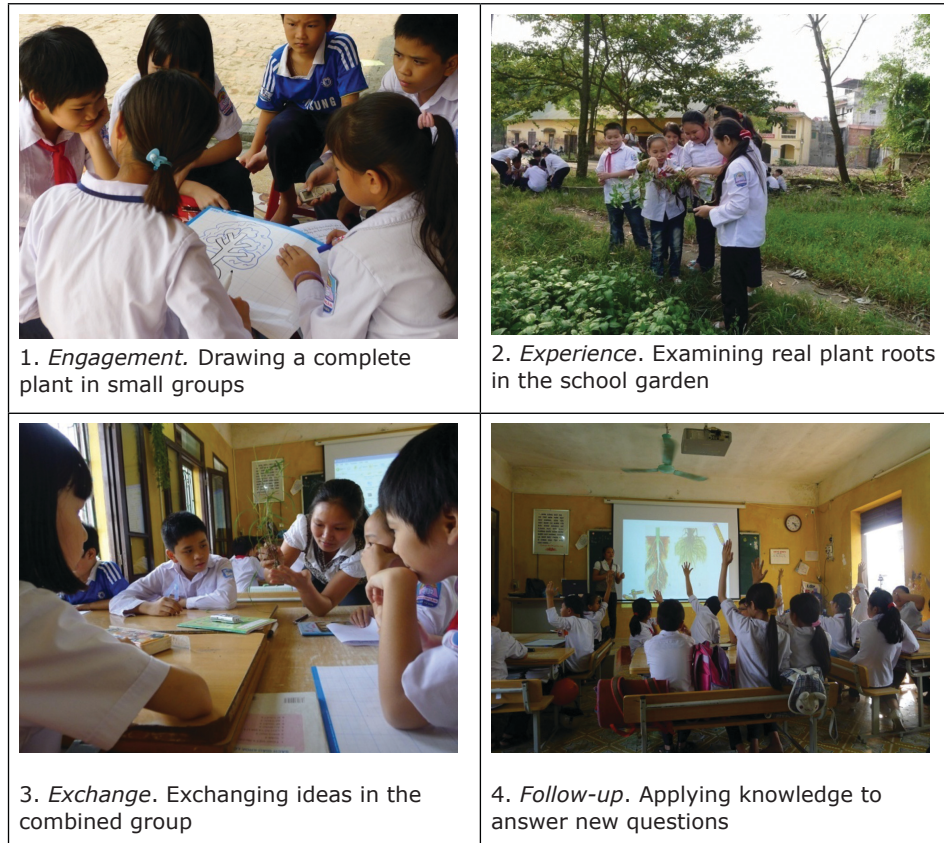 UNG
1. Engagement. Drawing a complete
plant in small groups
2. Experience. Examining real plant roots
in the school garden
3. Exchange. Exchanging ideas in the
combined group
4. Follow-up. Applying knowledge to
answer new questions